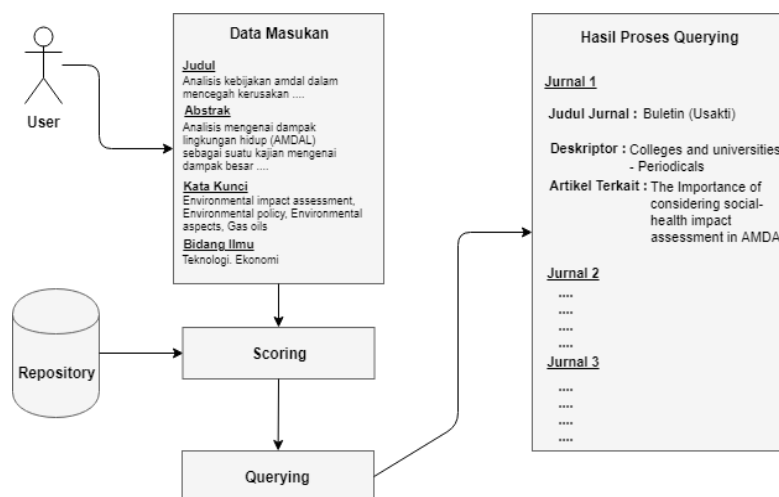 User
Data Masukan
Judul
Analisis kebijakan amdal dalam
mencegah kerusakan ....
Abstrak
Analisis mengenai dampak
lingkungan hidup (AMDAL)
sebagai suatu kajian mengenai
dampak besar ....
Kata Kunci
Environmental impact assessment,
Environmental policy, Environmental
aspects, Gas oils
Bidang Ilmu
Teknologi. Ekonomi
Repository
Scoring
Querying
Hasil Proses Querying
Jurnal 1
Judul Jurnal : Buletin (Usakti)
Deskriptor : Colleges and universities
- Periodicals
Artikel Terkait : The Importance of
considering social-
health impact
assessment in AMDA
Jurnal 2
....
....
....
....
Jurnal 3
....
....
....
....